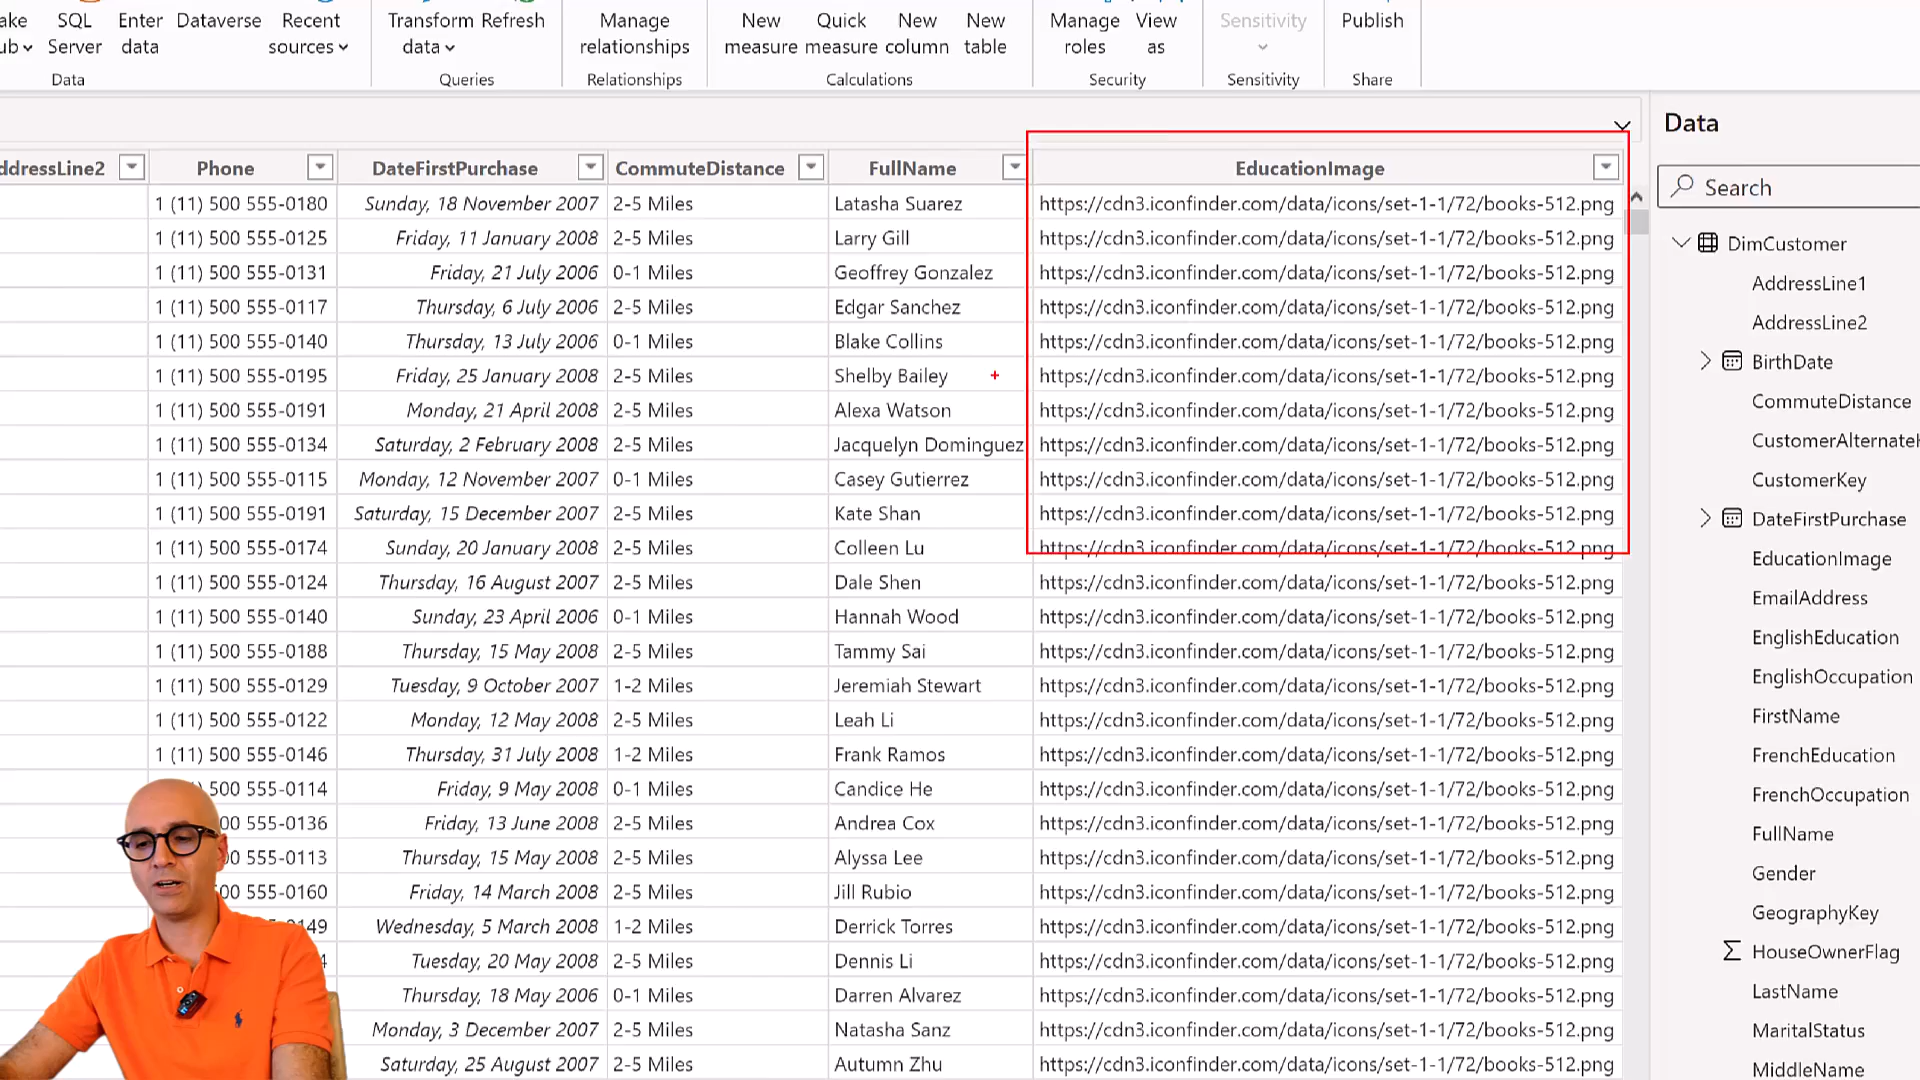 SQL Server
Enter data
Dataverse
Recent sources
Transform data
Refresh
Manage relationships
New measure
Quick measure
New column
New table
Manage roles
View as
Sensitivity
Publish
Data
Queries
Relationships
Calculations
Security
Sensitivity
Share
Phone DateFirstPurchase CommuteDistance FullName EducationImage
1 (11) 500 555-0180 Sunday, 18 November 2007 2-5 Miles Latasha Suarez https://cdn3.iconfinder.com/data/icons/set-1-1/72/books-512.png
1 (11) 500 555-0125 Friday, 11 January 2008 2-5 Miles Larry Gill https://cdn3.iconfinder.com/data/icons/set-1-1/72/books-512.png
1 (11) 500 555-0131 Friday, 21 July 2006 0-1 Miles Geoffrey Gonzalez https://cdn3.iconfinder.com/data/icons/set-1-1/72/books-512.png
1 (11) 500 555-0117 Thursday, 6 July 2006 2-5 Miles Edgar Sanchez https://cdn3.iconfinder.com/data/icons/set-1-1/72/books-512.png
1 (11) 500 555-0140 Thursday, 13 July 2006 0-1 Miles Blake Collins https://cdn3.iconfinder.com/data/icons/set-1-1/72/books-512.png
1 (11) 500 555-0195 Friday, 25 January 2008 2-5 Miles Shelby Bailey https://cdn3.iconfinder.com/data/icons/set-1-1/72/books-512.png
1 (11) 500 555-0191 Monday, 21 April 2008 2-5 Miles Alexa Watson https://cdn3.iconfinder.com/data/icons/set-1-1/72/books-512.png
1 (11) 500 555-0134 Saturday, 2 February 2008 2-5 Miles Jacquelyn Dominguez https://cdn3.iconfinder.com/data/icons/set-1-1/72/books-512.png
1 (11) 500 555-0115 Monday, 12 November 2007 0-1 Miles Casey Gutierrez https://cdn3.iconfinder.com/data/icons/set-1-1/72/books-512.png
1 (11) 500 555-0191 Saturday, 15 December 2007 2-5 Miles Kate Shan https://cdn3.iconfinder.com/data/icons/set-1-1/72/books-512.png
1 (11) 500 555-0174 Sunday, 20 January 2008 2-5 Miles Colleen Lu https://cdn3.iconfinder.com/data/icons/set-1-1/72/books-512.png
1 (11) 500 555-0124 Thursday, 16 August 2007 2-5 Miles Dale Shen https://cdn3.iconfinder.com/data/icons/set-1-1/72/books-512.png
1 (11) 500 555-0140 Sunday, 23 April 2006 0-1 Miles Hannah Wood https://cdn3.iconfinder.com/data/icons/set-1-1/72/books-512.png
1 (11) 500 555-0188 Thursday, 15 May 2008 2-5 Miles Tammy Sai https://cdn3.iconfinder.com/data/icons/set-1-1/72/books-512.png
1 (11) 500 555-0129 Tuesday, 9 October 2007 1-2 Miles Jeremiah Stewart https://cdn3.iconfinder.com/data/icons/set-1-1/72/books-512.png
1 (11) 500 555-0122 Monday, 12 May 2008 2-5 Miles Leah Li https://cdn3.iconfinder.com/data/icons/set-1-1/72/books-512.png
1 (11) 500 555-0146 Thursday, 31 July 2008 1-2 Miles Frank Ramos https://cdn3.iconfinder.com/data/icons/set-1-1/72/books-512.png
500 555-0114 Friday, 9 May 2008 0-1 Miles Candice He https://cdn3.iconfinder.com/data/icons/set-1-1/72/books-512.png
555-0136 Friday, 13 June 2008 2-5 Miles Andrea Cox https://cdn3.iconfinder.com/data/icons/set-1-1/72/books-512.png
555-0113 Thursday, 15 May 2008 2-5 Miles Alyssa Lee https://cdn3.iconfinder.com/data/icons/set-1-1/72/books-512.png
555-0160 Friday, 14 March 2008 2-5 Miles Jill Rubio https://cdn3.iconfinder.com/data/icons/set-1-1/72/books-512.png
Wednesday, 5 March 2008 1-2 Miles Derrick Torres https://cdn3.iconfinder.com/data/icons/set-1-1/72/books-512.png
Tuesday, 20 May 2008 2-5 Miles Dennis Li https://cdn3.iconfinder.com/data/icons/set-1-1/72/books-512.png
Thursday, 18 May 2006 0-1 Miles Darren Alvarez https://cdn3.iconfinder.com/data/icons/set-1-1/72/books-512.png
Monday, 3 December 2007 2-5 Miles Natasha Sanz https://cdn3.iconfinder.com/data/icons/set-1-1/72/books-512.png
Saturday, 25 August 2007 2-5 Miles Autumn Zhu https://cdn3.iconfinder.com/data/icons/set-1-1/72/books-512.png
Data
Search
DimCustomer
AddressLine1
AddressLine2
BirthDate
CommuteDistance
CustomerKey
DateFirstPurchase
EducationImage
EmailAddress
EnglishEducation
EnglishOccupation
FirstName
FrenchEducation
FrenchOccupation
FullName
Gender
GeographyKey
HouseOwnerFlag
LastName
MaritalStatus
MiddleName